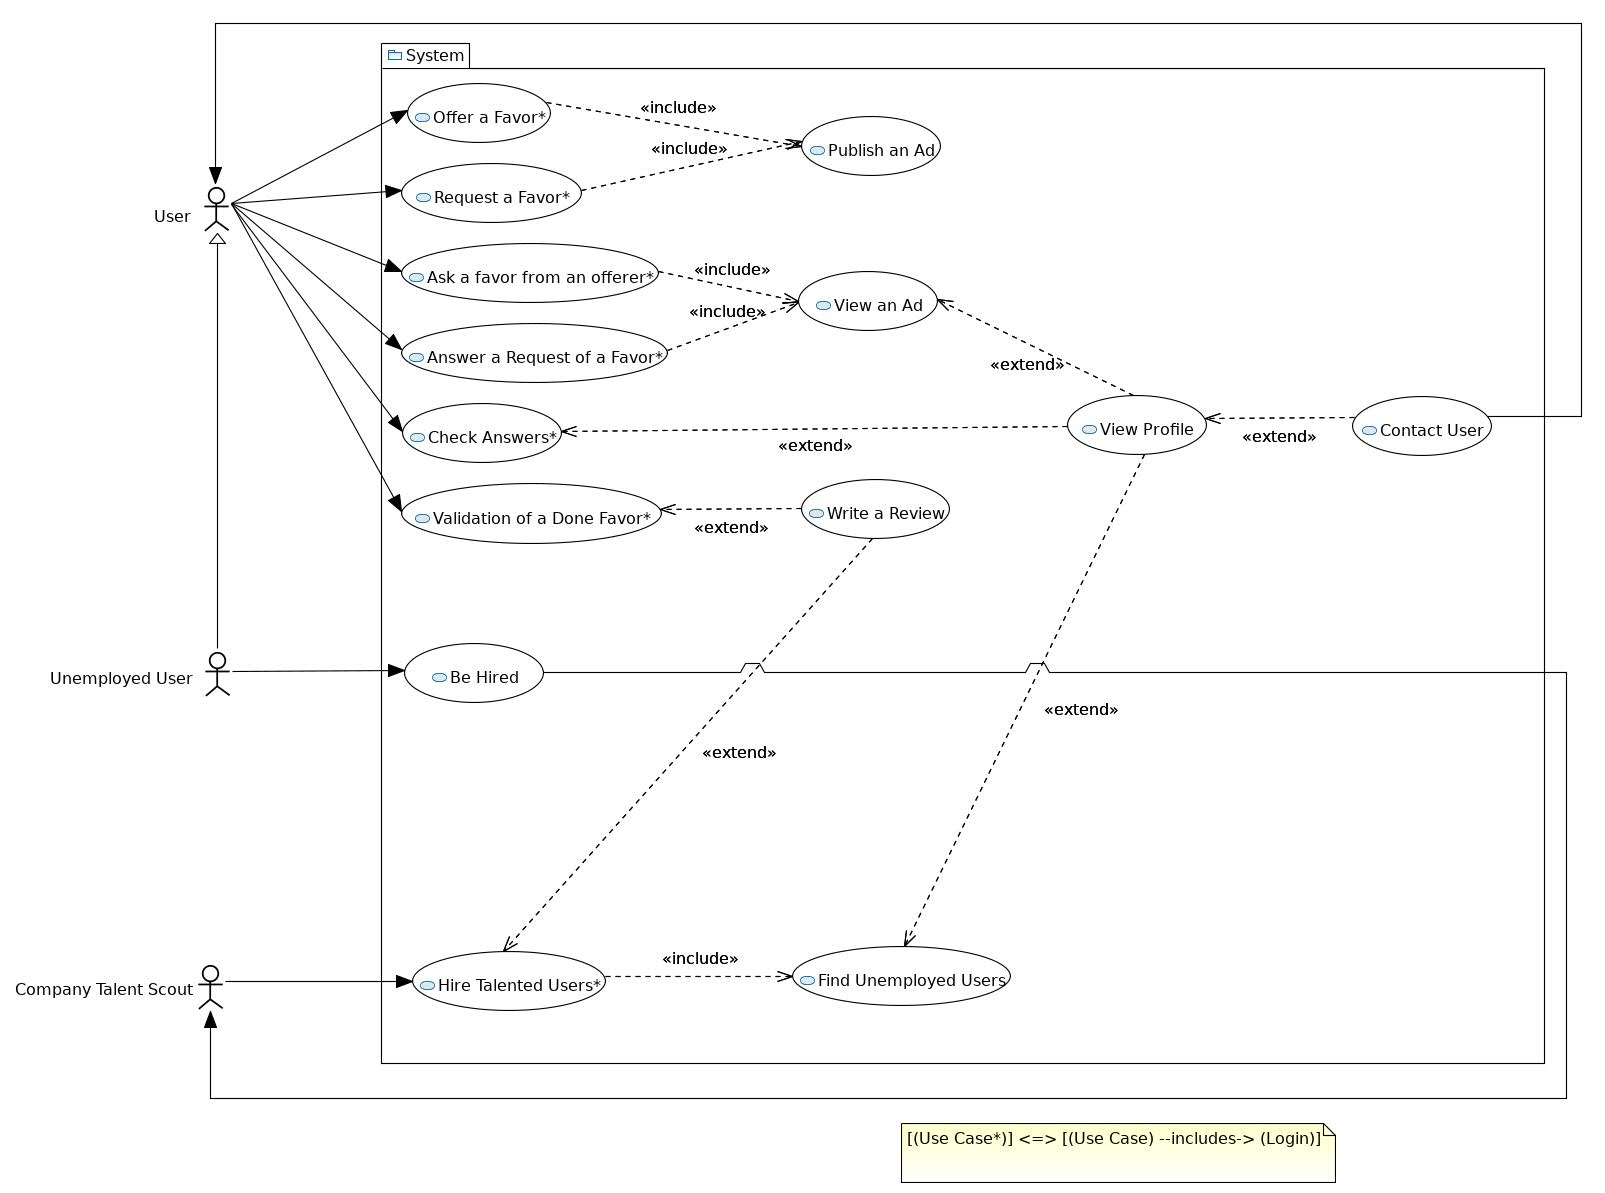 System
«include»
Offer a Favor*
«include»
Publish an Ad
Request a Favor*
User
«include»
Ask a favor from an offerer*
View an Ad
«include»
Answer a Request of a Favor*
«extend»
Check Answers*
«extend»
View Profile
«extend»
Contact User
Validation of a Done Favor*
«extend»
Write a Review
Unemployed User
Be Hired
«extend»
«extend»
Company Talent Scout
Hire Talented Users*
«include»
Find Unemployed Users
[(Use Case*)] <=> [(Use Case) --includes-> (Login)]